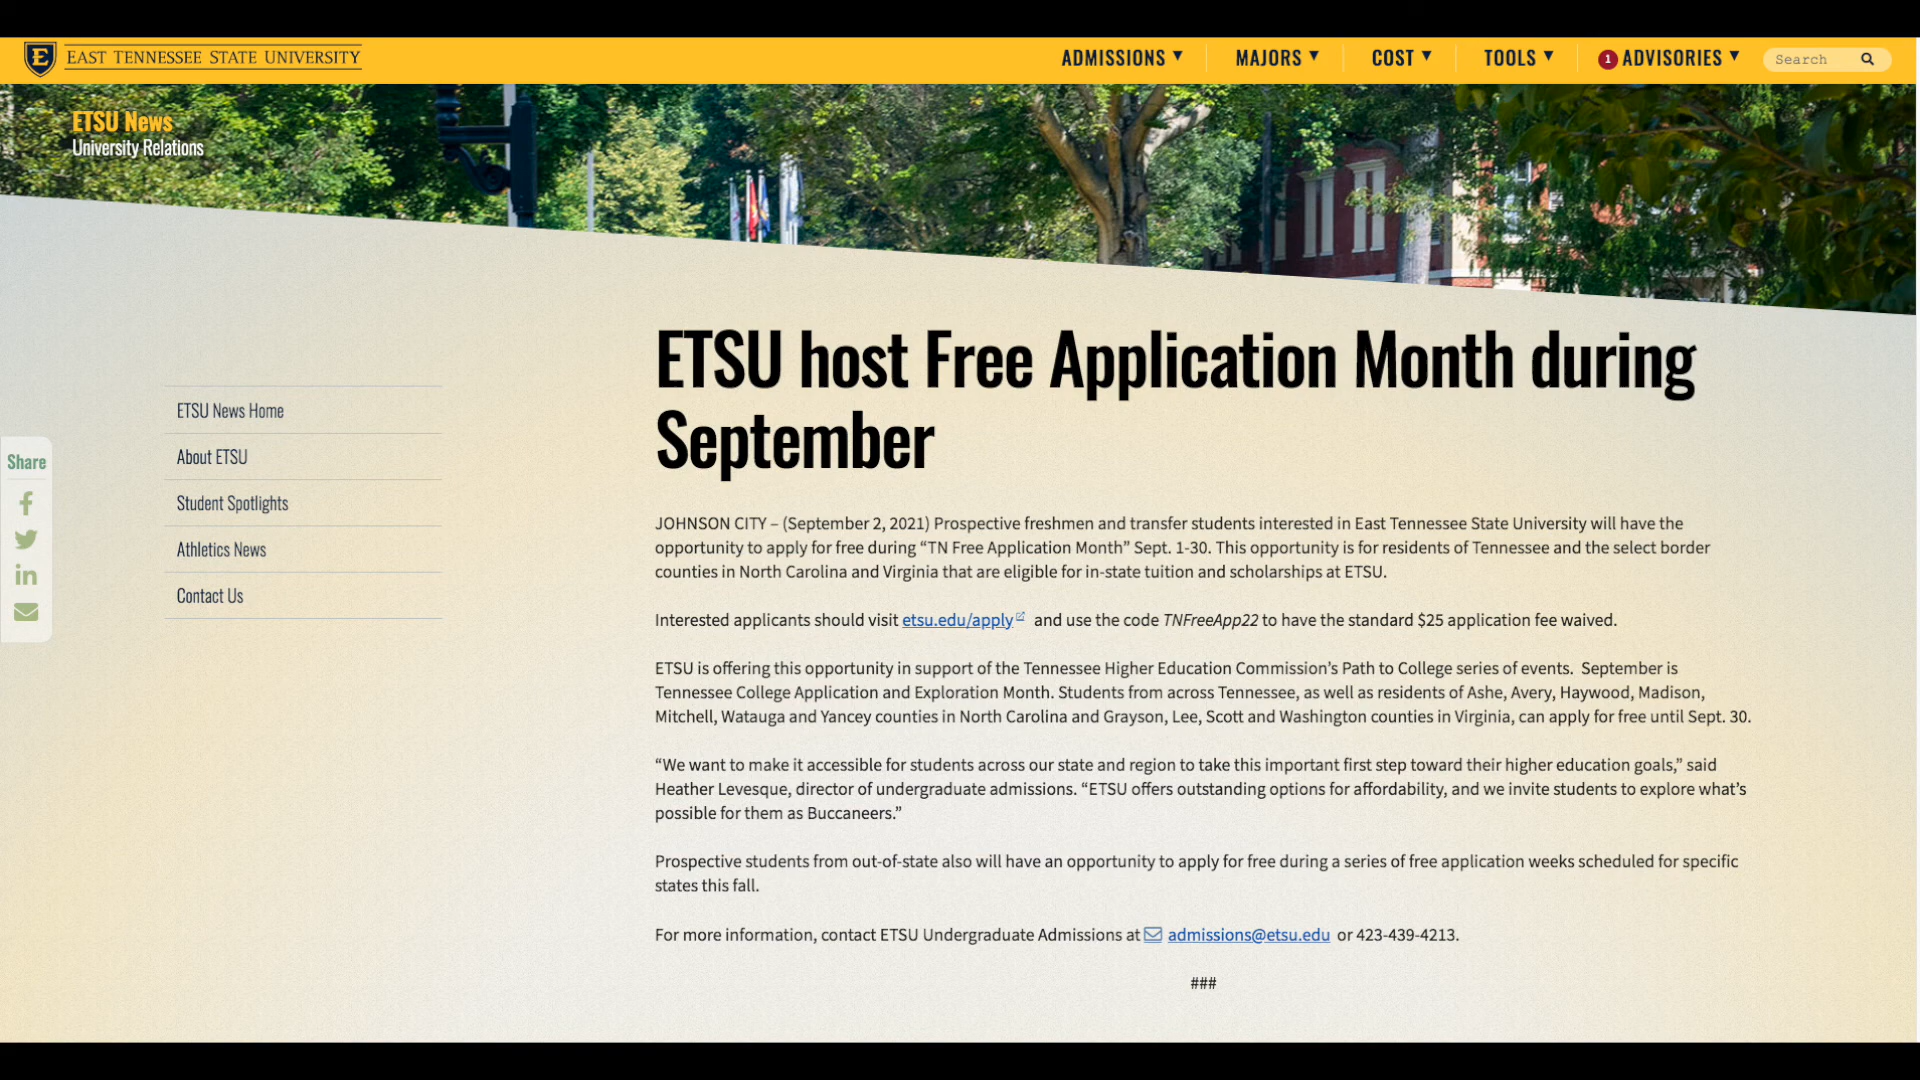 E EAST TENNESSEE STATE UNIVERSITY
ADMISSIONS ▼ MAJORS ▼ COST ▼ TOOLS ▼ 1 ADVISORIES ▼ Search
ETSU News
University Relations
ETSU host Free Application Month during
September
ETSU News Home
About ETSU
Student Spotlights
Athletics News
Contact Us
Share
JOHNSON CITY – (September 2, 2021) Prospective freshmen and transfer students interested in East Tennessee State University will have the
opportunity to apply for free during “TN Free Application Month” Sept. 1-30. This opportunity is for residents of Tennessee and the select border
counties in North Carolina and Virginia that are eligible for in-state tuition and scholarships at ETSU.
Interested applicants should visit etsu.edu/apply and use the code TNFreeApp22 to have the standard $25 application fee waived.
ETSU is offering this opportunity in support of the Tennessee Higher Education Commission’s Path to College series of events. September is
Tennessee College Application and Exploration Month. Students from across Tennessee, as well as residents of Ashe, Avery, Haywood, Madison,
Mitchell, Watauga and Yancey counties in North Carolina and Grayson, Lee, Scott and Washington counties in Virginia, can apply for free until Sept. 30.
“We want to make it accessible for students across our state and region to take this important first step toward their higher education goals,” said
Heather Levesque, director of undergraduate admissions. “ETSU offers outstanding options for affordability, and we invite students to explore what’s
possible for them as Buccaneers.”
Prospective students from out-of-state also will have an opportunity to apply for free during a series of free application weeks scheduled for specific
states this fall.
For more information, contact ETSU Undergraduate Admissions at admissions@etsu.edu or 423-439-4213.
###